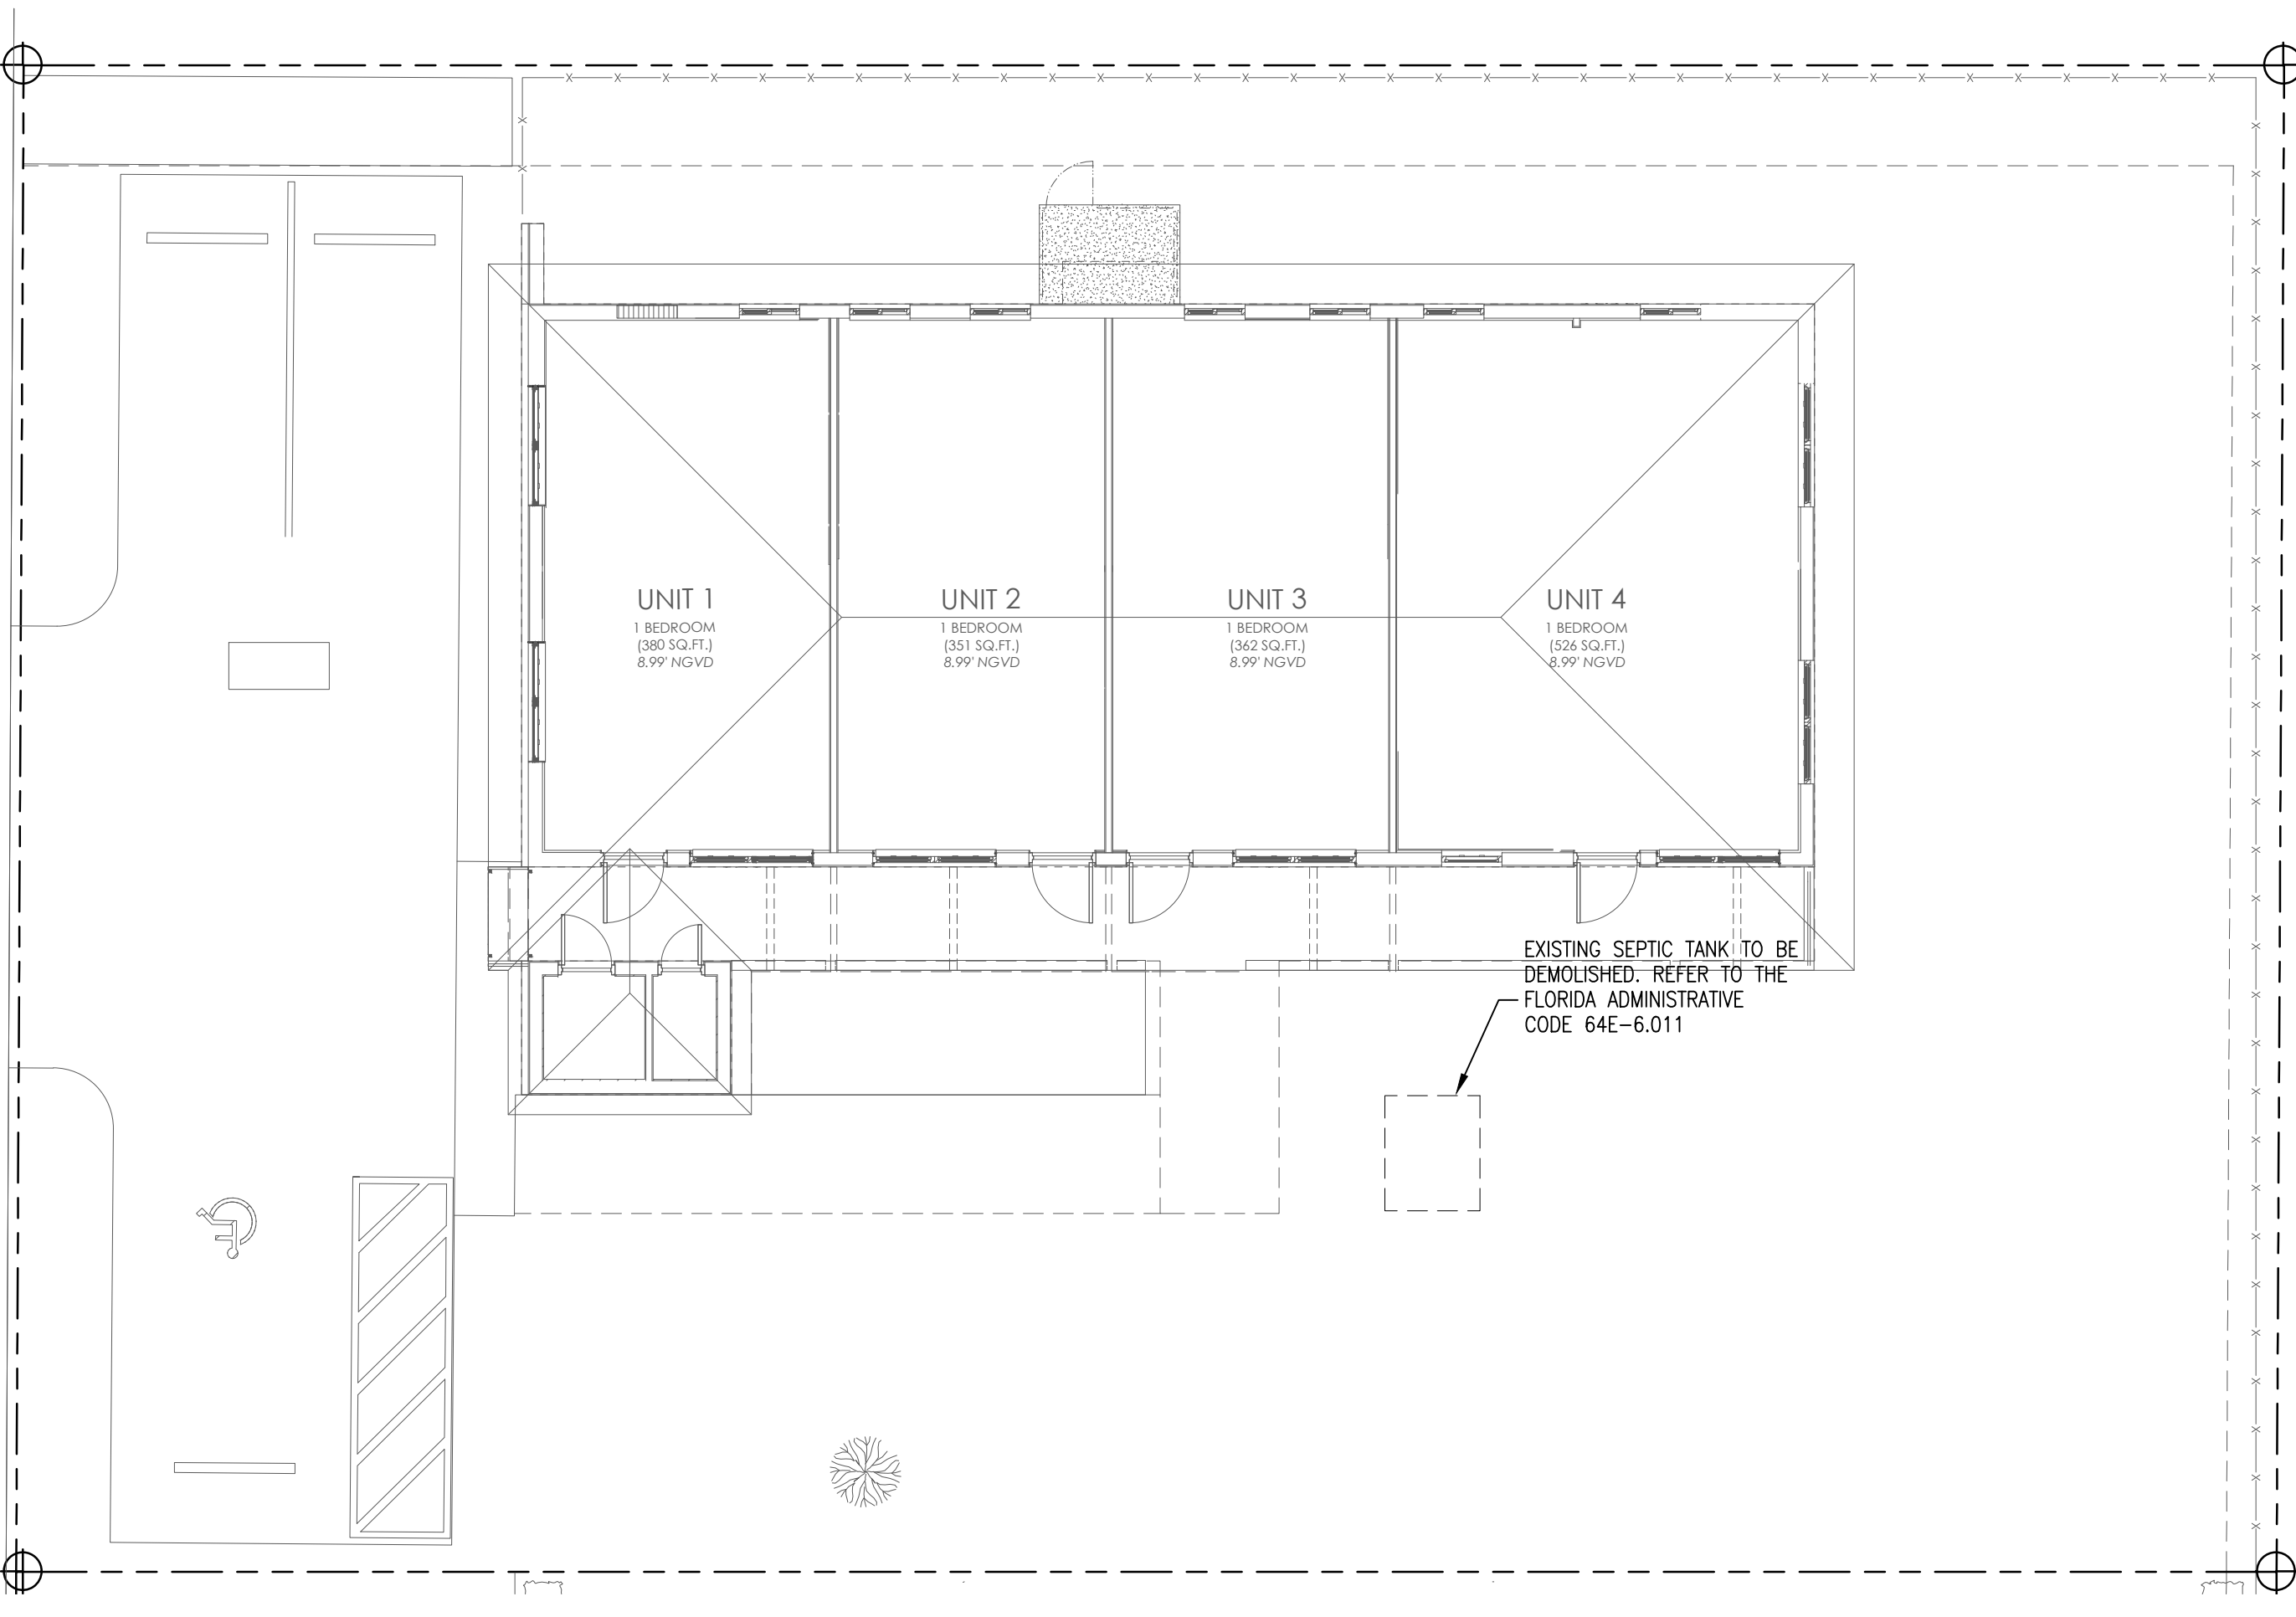 UNIT 1
1 BEDROOM
(380 SQ.FT.)
8.99' NGVD
UNIT 2
1 BEDROOM
(351 SQ.FT.)
8.99' NGVD
UNIT 3
1 BEDROOM
(362 SQ.FT.)
8.99' NGVD
UNIT 4
1 BEDROOM
(526 SQ.FT.)
8.99' NGVD
EXISTING SEPTIC TANK TO BE
DEMOLISHED. REFER TO THE
FLORIDA ADMINISTRATIVE
CODE 64E-6.011